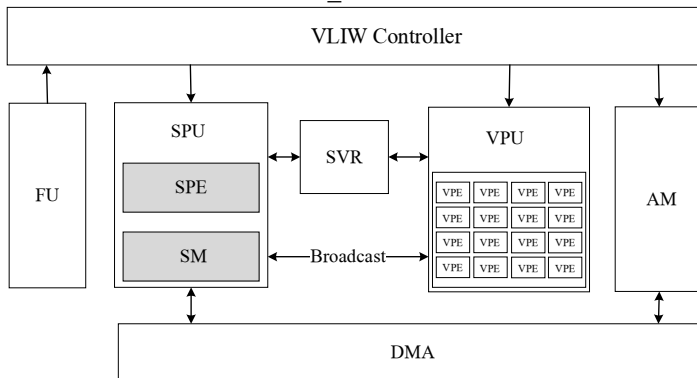 VLIW Controller
FU
SPU
SPE
SM
SVR
Broadcast
VPU
VPE VPE VPE VPE
VPE VPE VPE VPE
VPE VPE VPE VPE
VPE VPE VPE VPE
AM
DMA